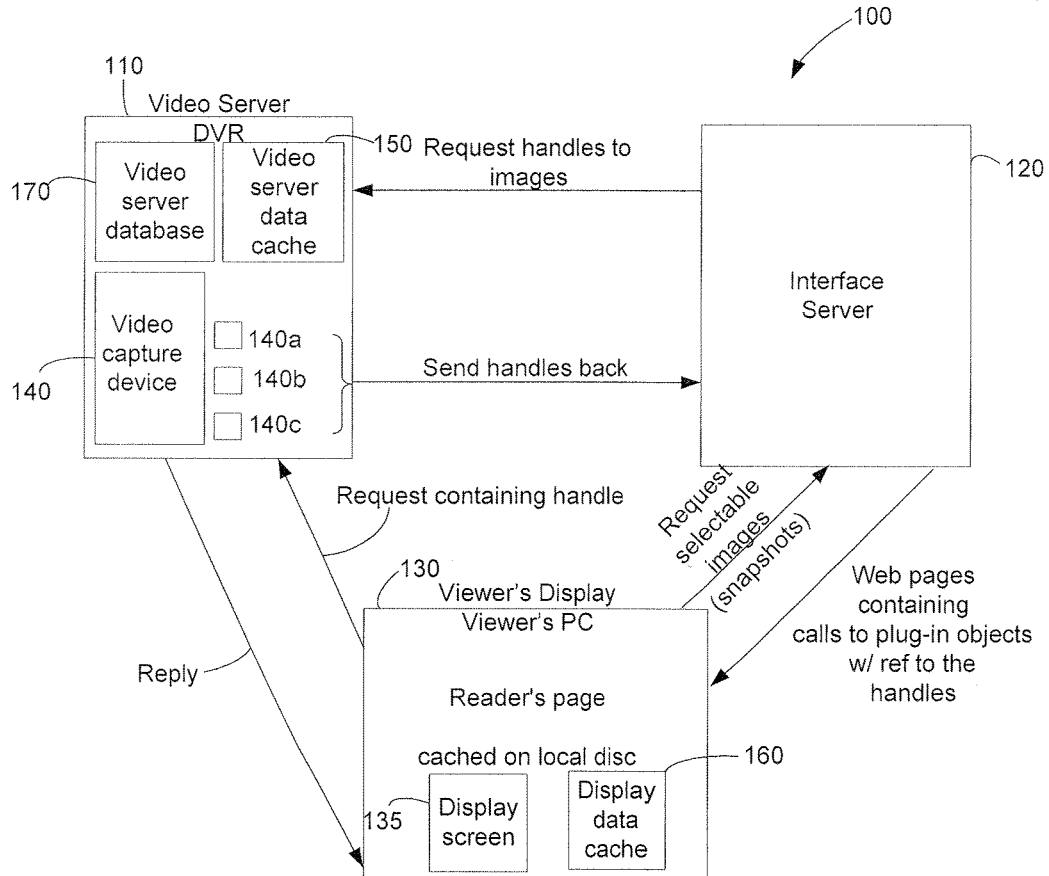 100
110
Video Server
DVR
150
Video
server
database
170
Video
server
data
cache
Request handles to
images
120
Interface
Server
Video
capture
device
140
140a
140b
140c
Send handles back
Request containing handle
Request
selectable
images
(snapshots)
130
Viewer's Display
Viewer's PC
Web pages
containing
calls to plug-in objects
w/ ref to the
handles
Reply
Reader's page
cached on local disc
160
135
Display
screen
Display
data
cache